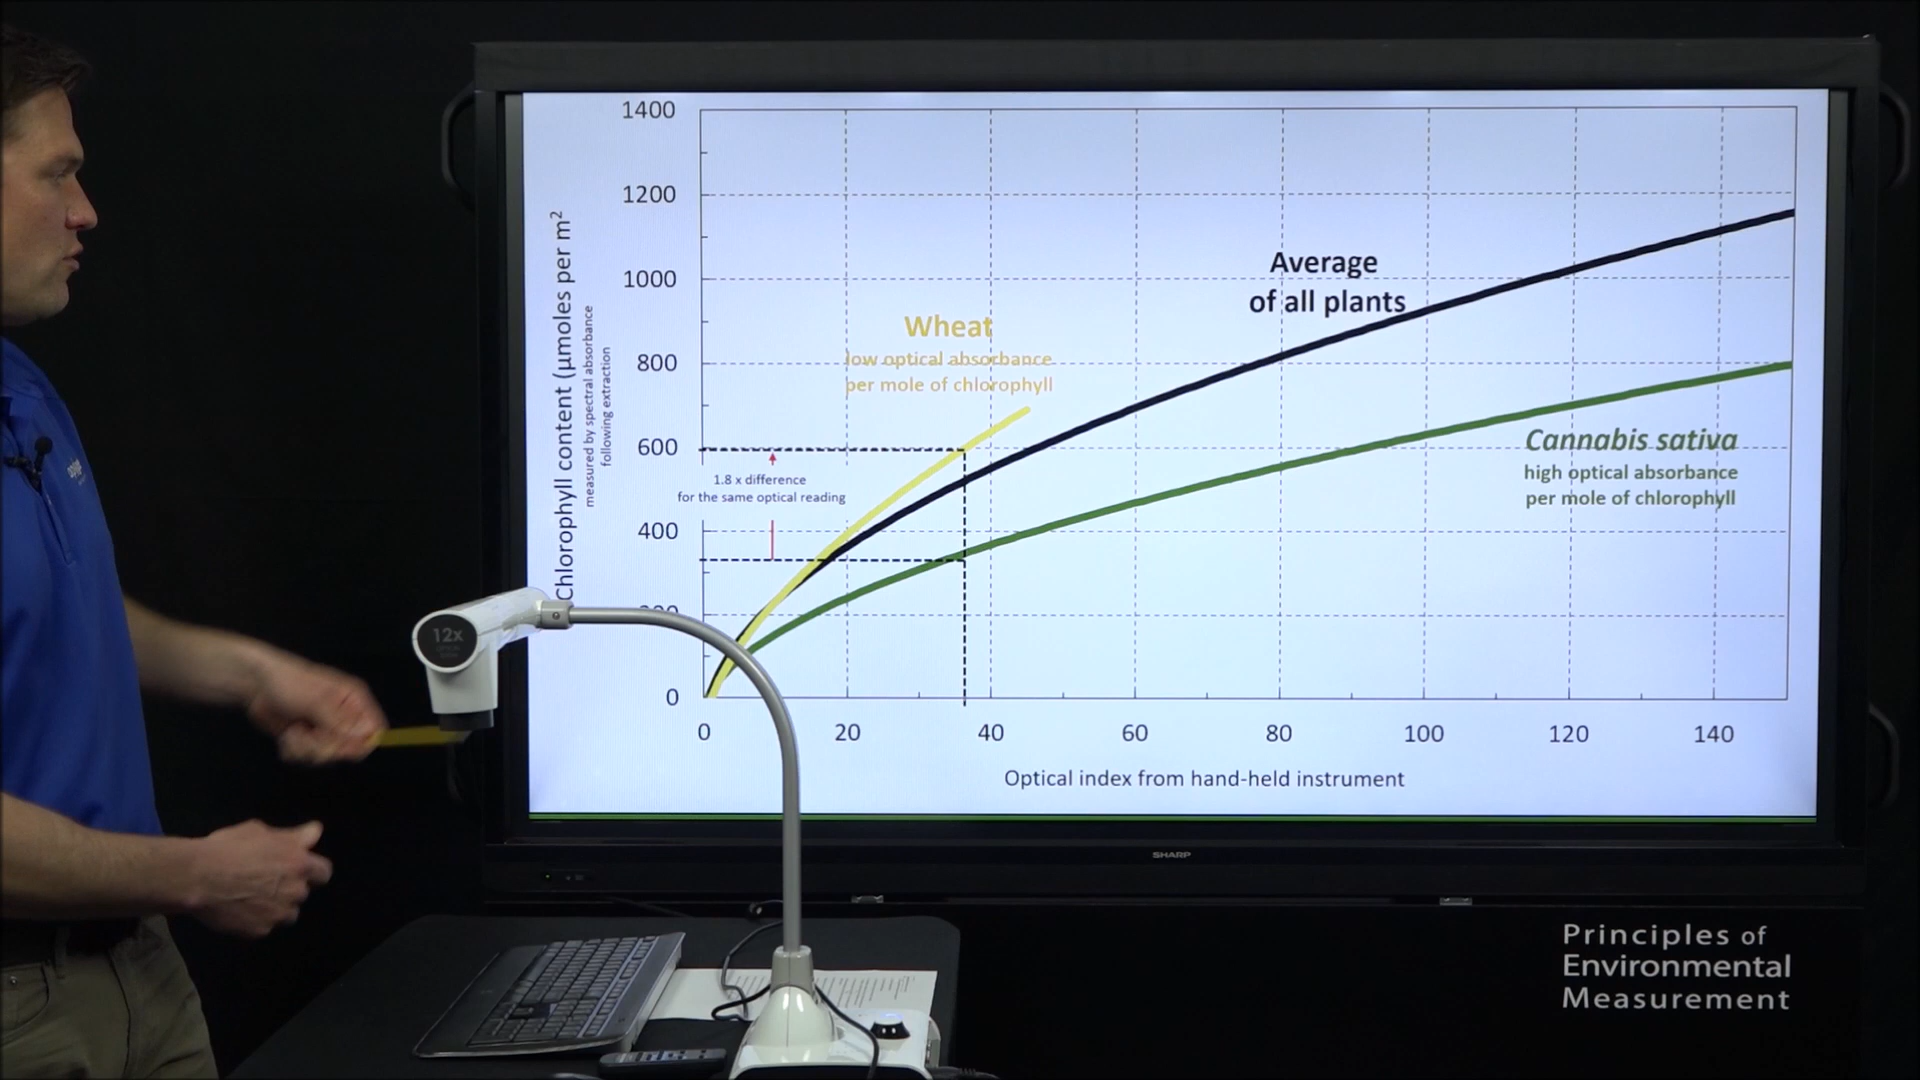 1400
1200
1000
800
600
400
200
0
Chlorophyll content (µmoles per m²
measured by spectral absorbance
following extraction
Average
of all plants
Wheat
low optical absorbance
per mole of chlorophyll
Cannabis sativa
high optical absorbance
per mole of chlorophyll
1.8 x difference
for the same optical reading
0 20 40 60 80 100 120 140
Optical index from hand-held instrument
12x
SHARP
Principles of
Environmental
Measurement